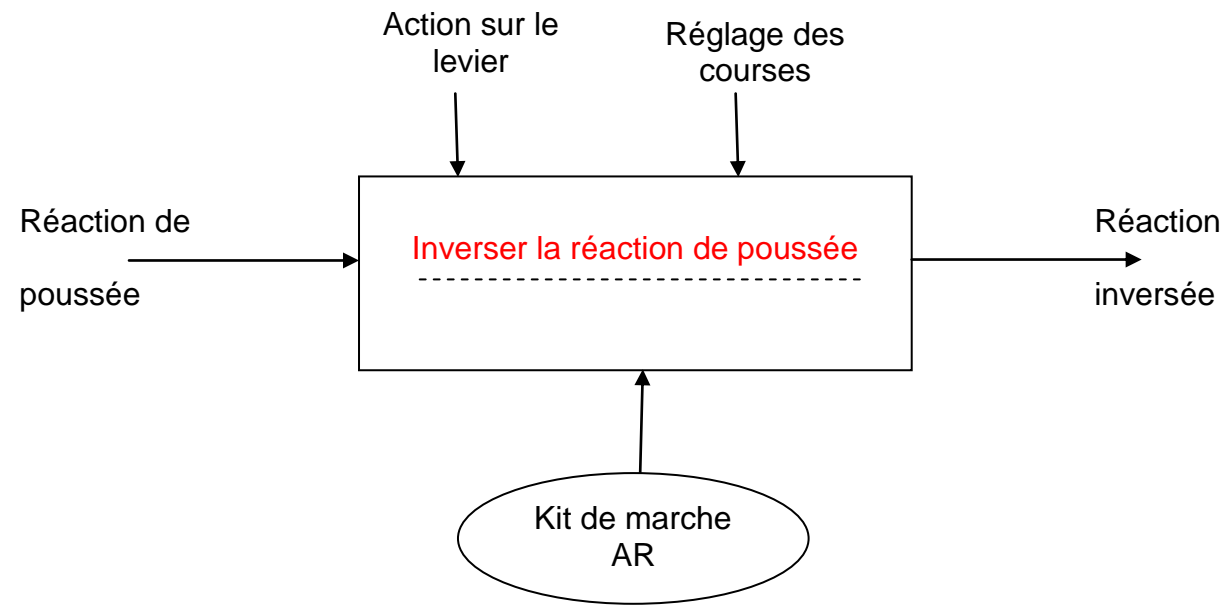 Action sur le
levier
Réglage des
courses
Réaction de
poussée
Inverser la réaction de poussée
Réaction
inversée
Kit de marche
AR